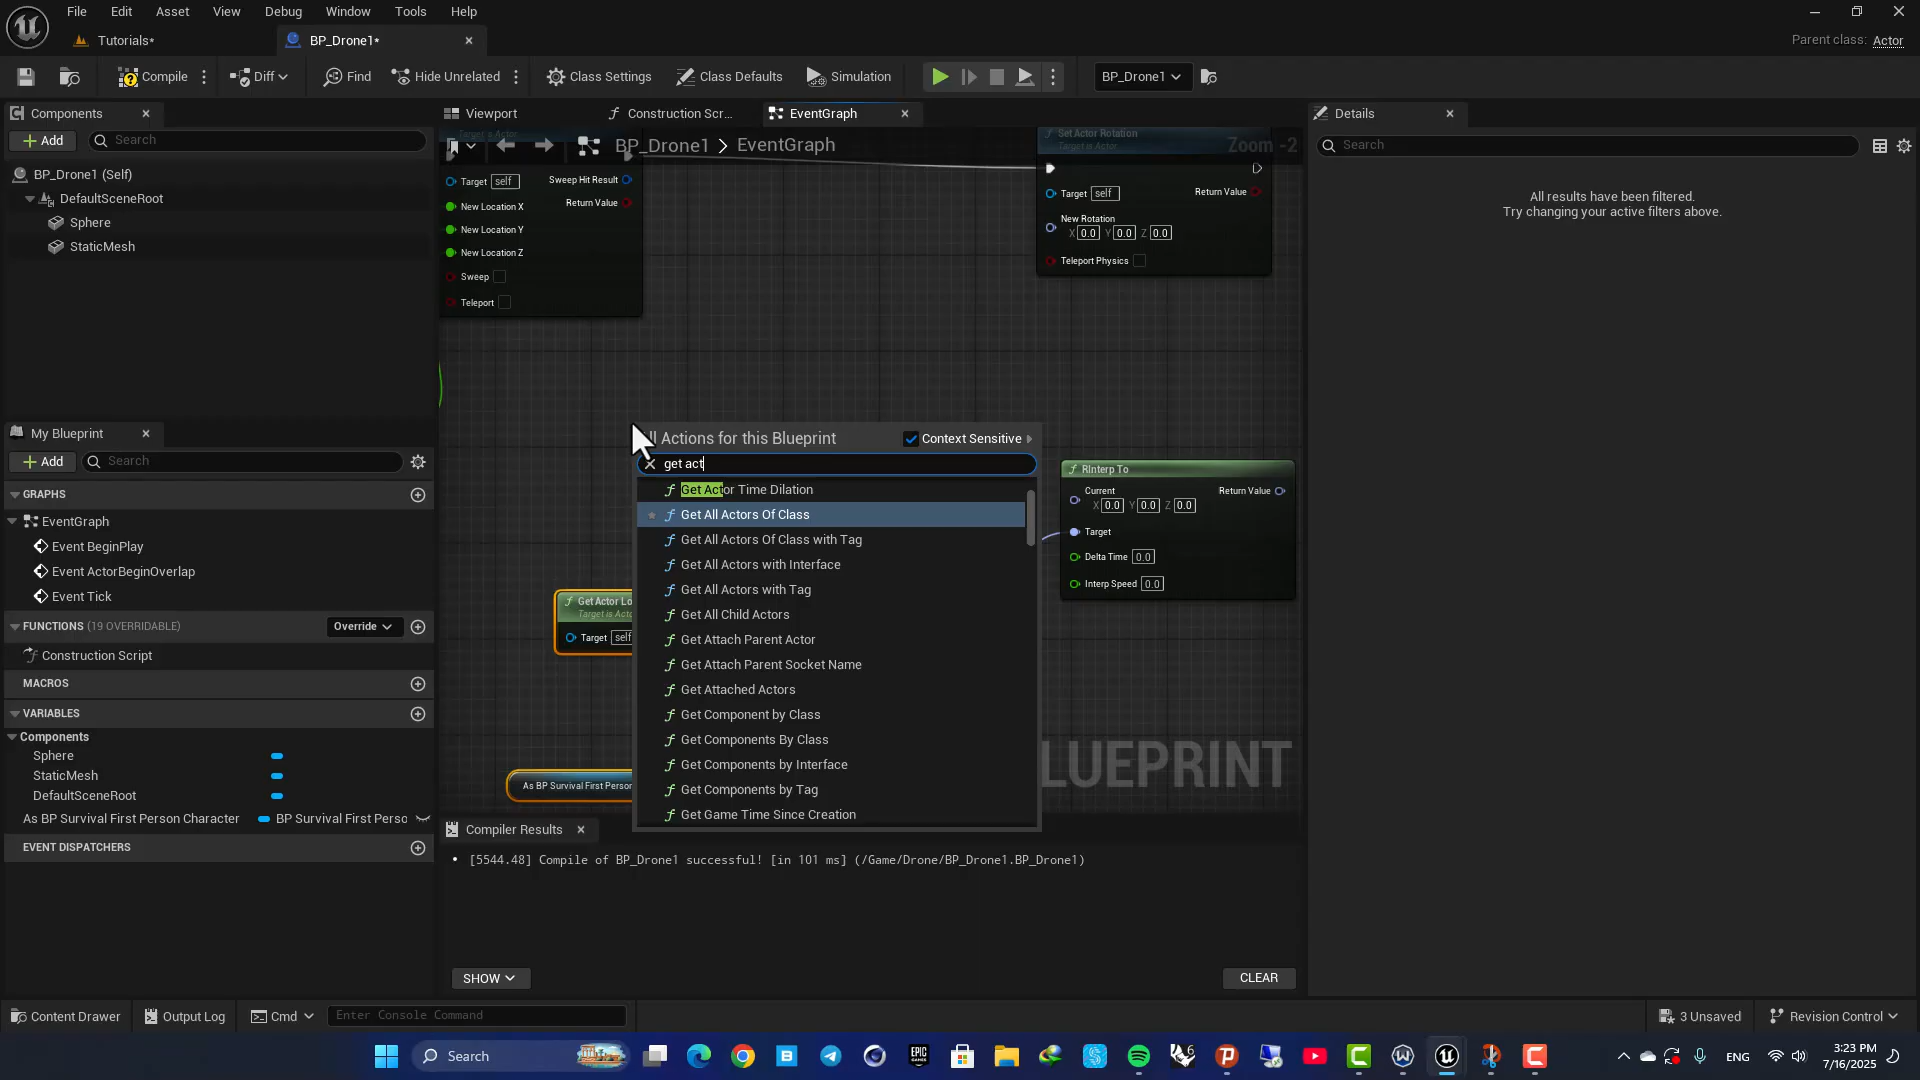 File Edit Asset View Debug Window Tools Help
Tutorials*
BP_Drone1*
Parent class: Actor
Compile
Diff
Find
Hide Unrelated
Class Settings
Class Defaults
Simulation
BP_Drone1
Components
Add
Search
BP_Drone1 (Self)
DefaultSceneRoot
Sphere
StaticMesh
My Blueprint
Add
Search
GRAPHS
EventGraph
Event BeginPlay
Event ActorBeginOverlap
Event Tick
FUNCTIONS (19 OVERRIDABLE)
Override
Construction Script
MACROS
VARIABLES
Components
Sphere
StaticMesh
DefaultSceneRoot
As BP Survival First Person Character
BP Survival First Perso
EVENT DISPATCHERS
Viewport
Construction Scr...
EventGraph
BP_Drone1 > EventGraph
Zoom -2
Target is Actor
Target self
Sweep Hit Result
Return Value
New Location X
New Location Y
New Location Z
Sweep
Teleport
Set Actor Rotation
Target is Actor
Target self
Return Value
New Rotation
X 0.0 Y 0.0 Z 0.0
Teleport Physics
All Actions for this Blueprint
Context Sensitive
get act
Get Actor Time Dilation
Get All Actors Of Class
Get All Actors Of Class with Tag
Get All Actors with Interface
Get All Actors with Tag
Get All Child Actors
Get Attach Parent Actor
Get Attach Parent Socket Name
Get Attached Actors
Get Component by Class
Get Components By Class
Get Components by Interface
Get Components by Tag
Get Game Time Since Creation
Get Actor Lo
Target is Acto
Target self
As BP Survival First Person
RInterp To
Current
X 0.0 Y 0.0 Z 0.0
Return Value
Target
Delta Time 0.0
Interp Speed 0.0
LUEPRINT
Compiler Results
[5544.48] Compile of BP_Drone1 successful! [in 101 ms] (/Game/Drone/BP_Drone1.BP_Drone1)
SHOW
CLEAR
Details
Search
All results have been filtered.
Try changing your active filters above.
Content Drawer
Output Log
Cmd
Enter Console Command
3 Unsaved
Revision Control
Search
EPIC GAMES
ENG
3:23 PM
7/16/2025